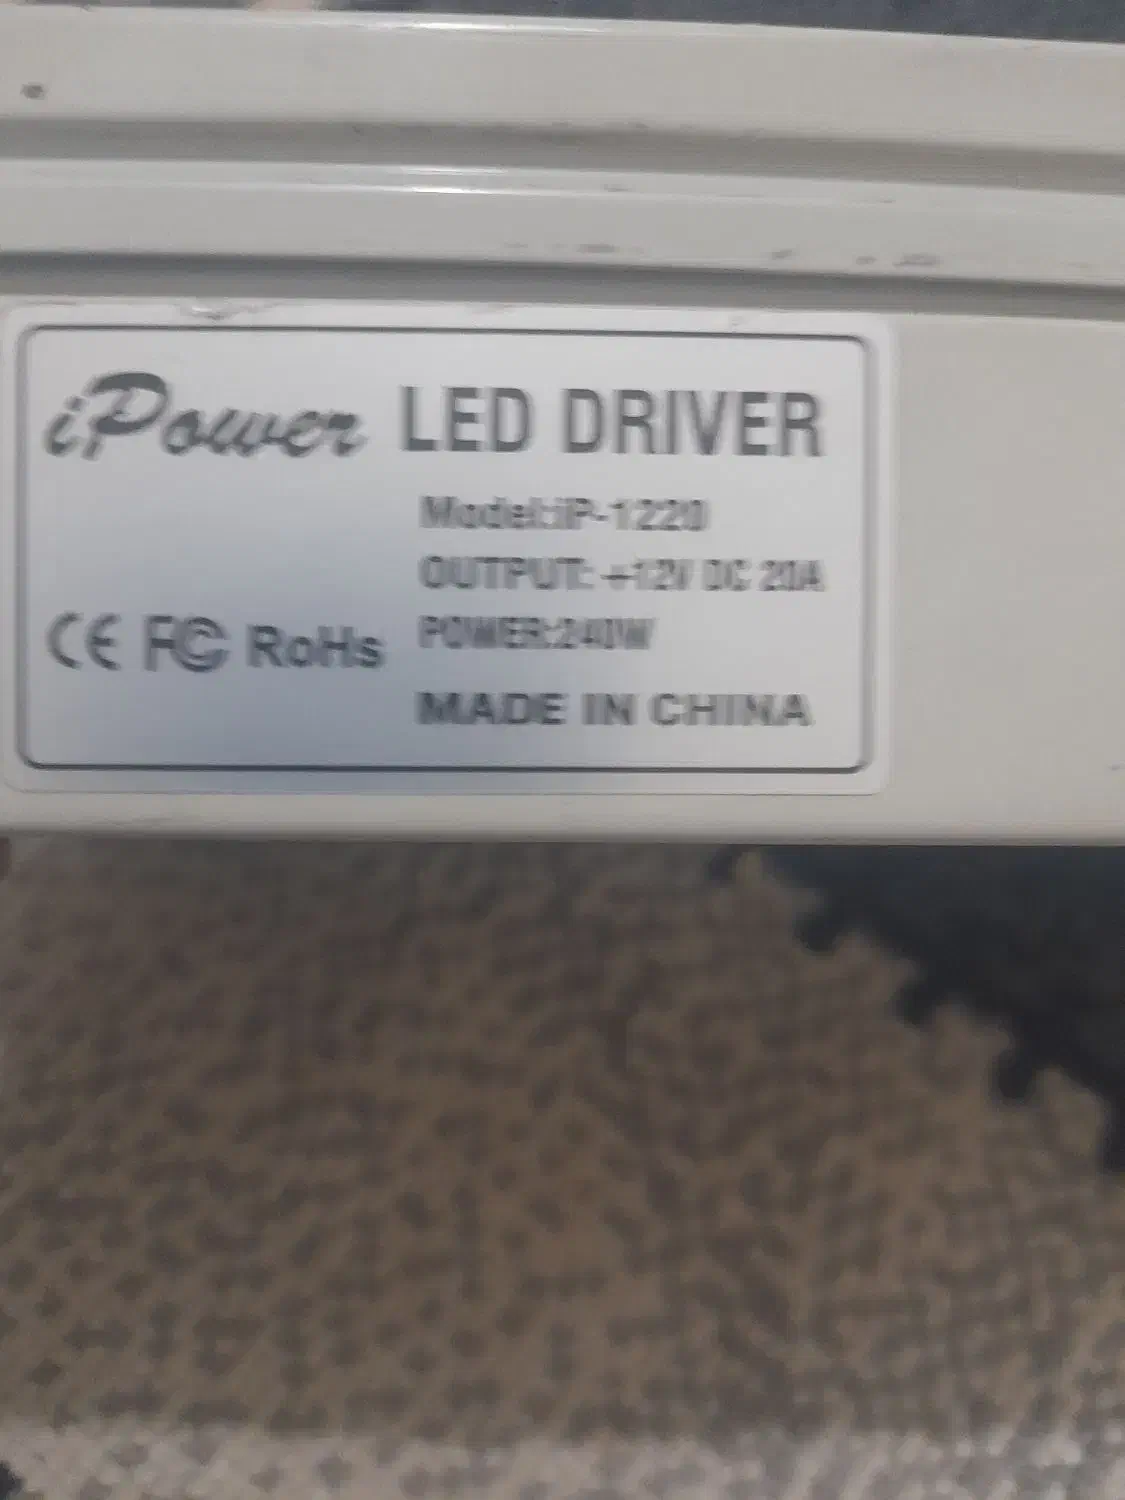 iPower LED DRIVER
Model:iP-1220
OUTPUT: +12V DC 20A
CE FC RoHs POWER:240W
MADE IN CHINA